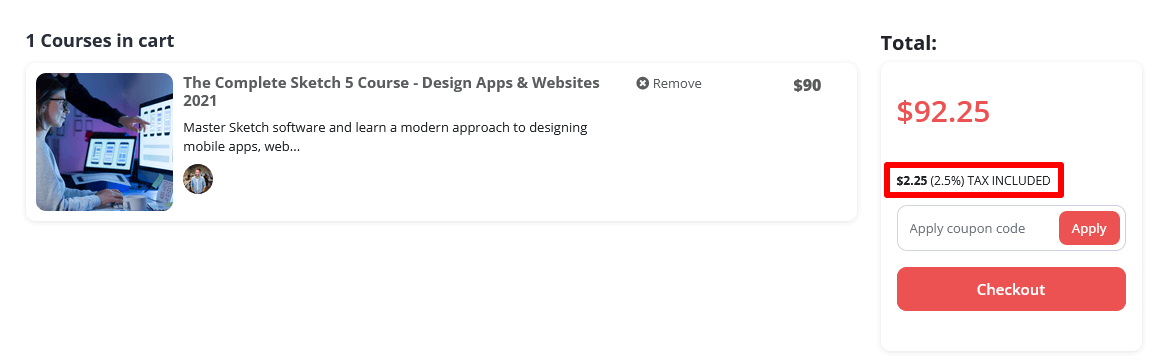 1 Courses in cart
The Complete Sketch 5 Course - Design Apps & Websites
2021
Master Sketch software and learn a modern approach to designing
mobile apps, web...
Remove
$90
Total:
$92.25
$2.25 (2.5%) TAX INCLUDED
Apply coupon code
Apply
Checkout